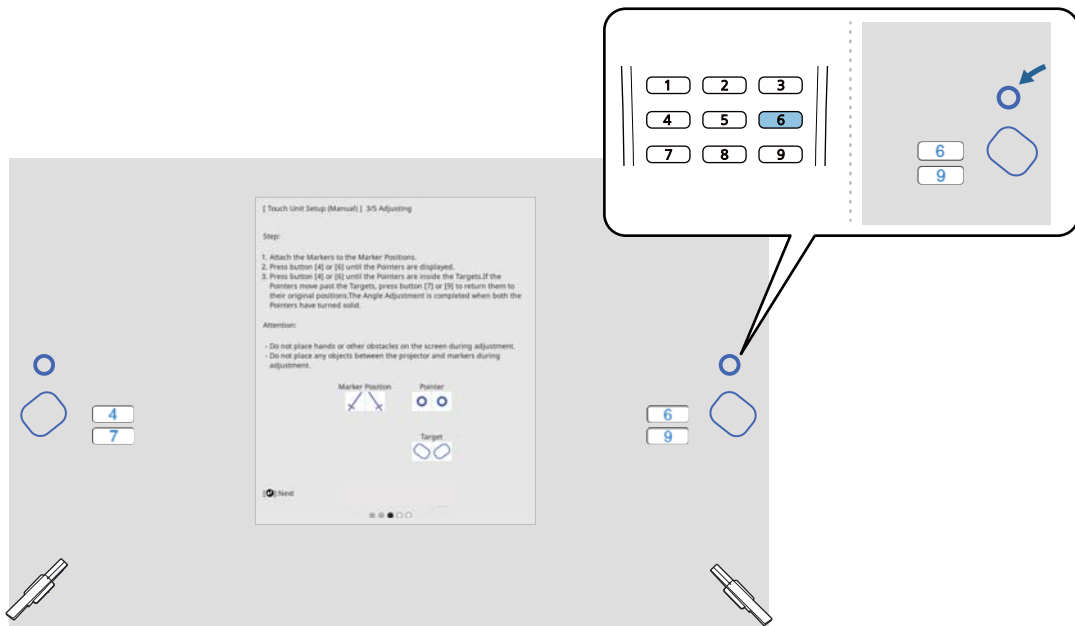 1 2 3
4 5 6
7 8 9
6
9
[ Touch Unit Setup (Manual) ] 3/5 Adjusting
Step:
1. Attach the Markers to the Marker Positions.
2. Press button [4] or [6] until the Pointers are displayed.
3. Press button [4] or [6] until the Pointers are inside the Targets.If the
Pointers move past the Targets, press button [7] or [9] to return them to
their original positions.The Angle Adjustment is completed when both the
Pointers have turned solid.
Attention:
- Do not place hands or other obstacles on the screen during adjustment.
- Do not place any objects between the projector and markers during
adjustment.
Marker Position Pointer
Target
[ ]:Next
4
7
6
9